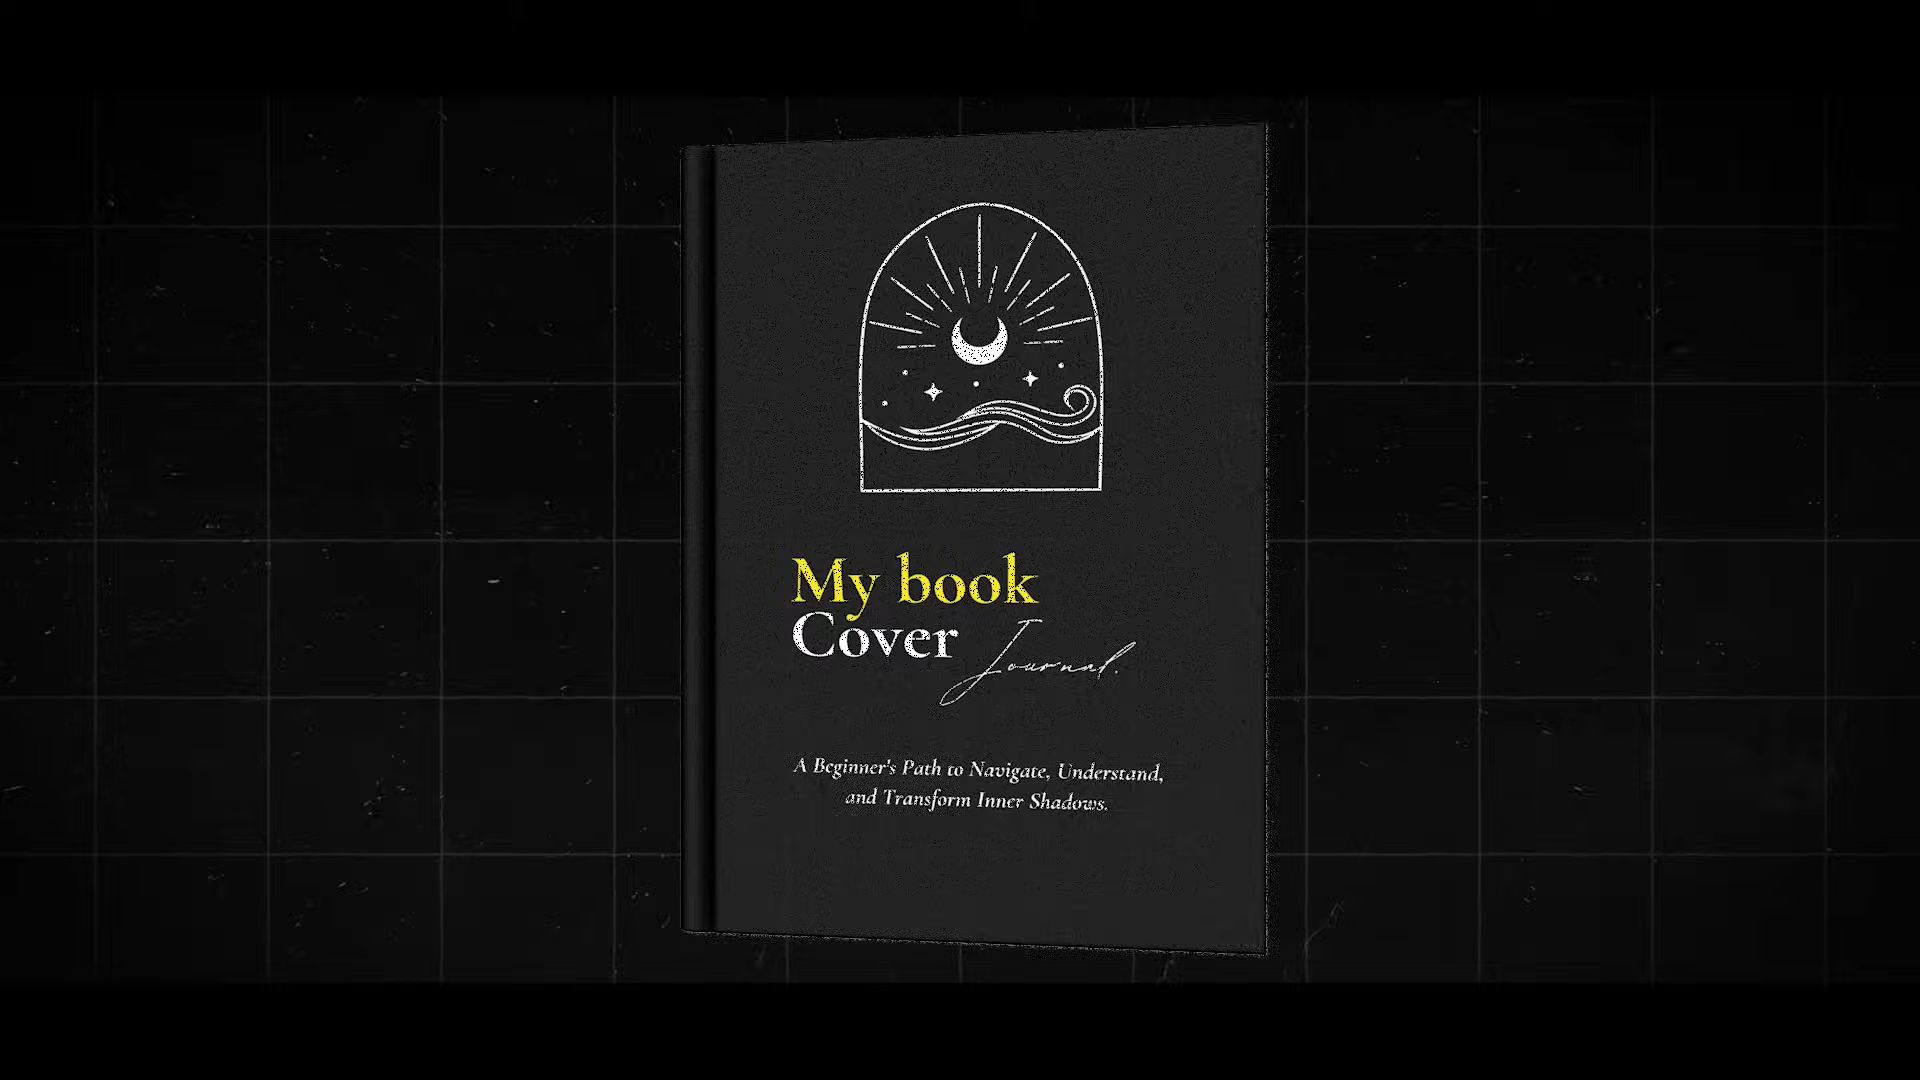 My book
Cover Journal.
A Beginner's Path to Navigate, Understand,
and Transform Inner Shadows.